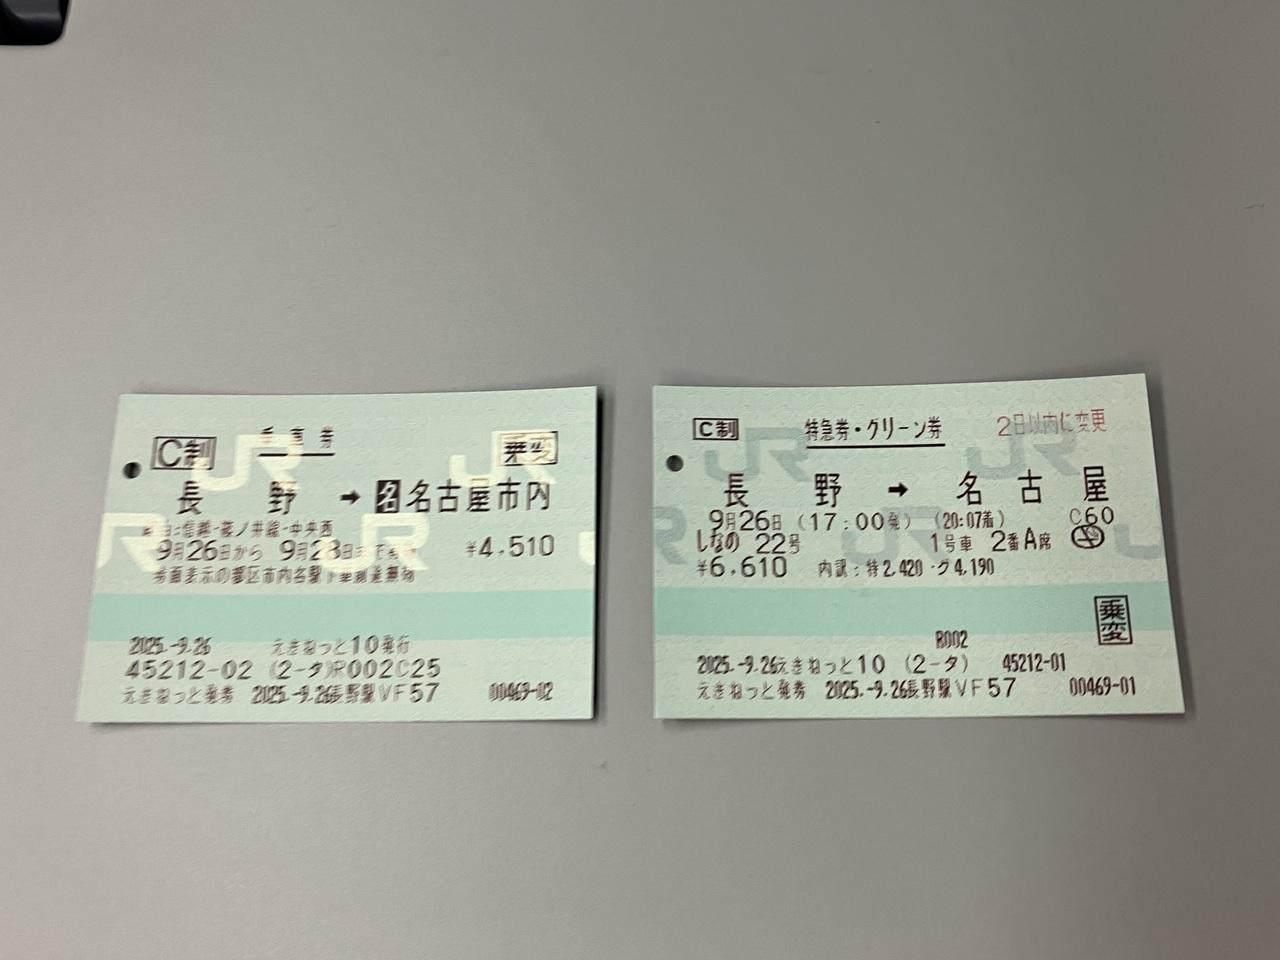 C制 乗車券 乗変
長野 → 名 名古屋市内
経由:信越・篠ノ井線・中央西
9月26日から 9月28日まで有効 ¥4,510
券面表示の都区市内各駅下車前途無効
2025.-9.26 えきねっと10発行
45212-02 (2-タ)R002C25
えきねっと発券 2025.-9.26長野駅VF57 00469-02
C制 特急券・グリーン券 2日以内に変更
長野 → 名古屋
9月26日 (17:00発) (20:07着) C60
しなの 22号 1号車 2番A席
¥6,610 内訳:特2,420・グ4,190
乗変
R002
2025.-9.26えきねっと10 (2-タ) 45212-01
えきねっと発券 2025.-9.26長野駅VF57 00469-01
JR